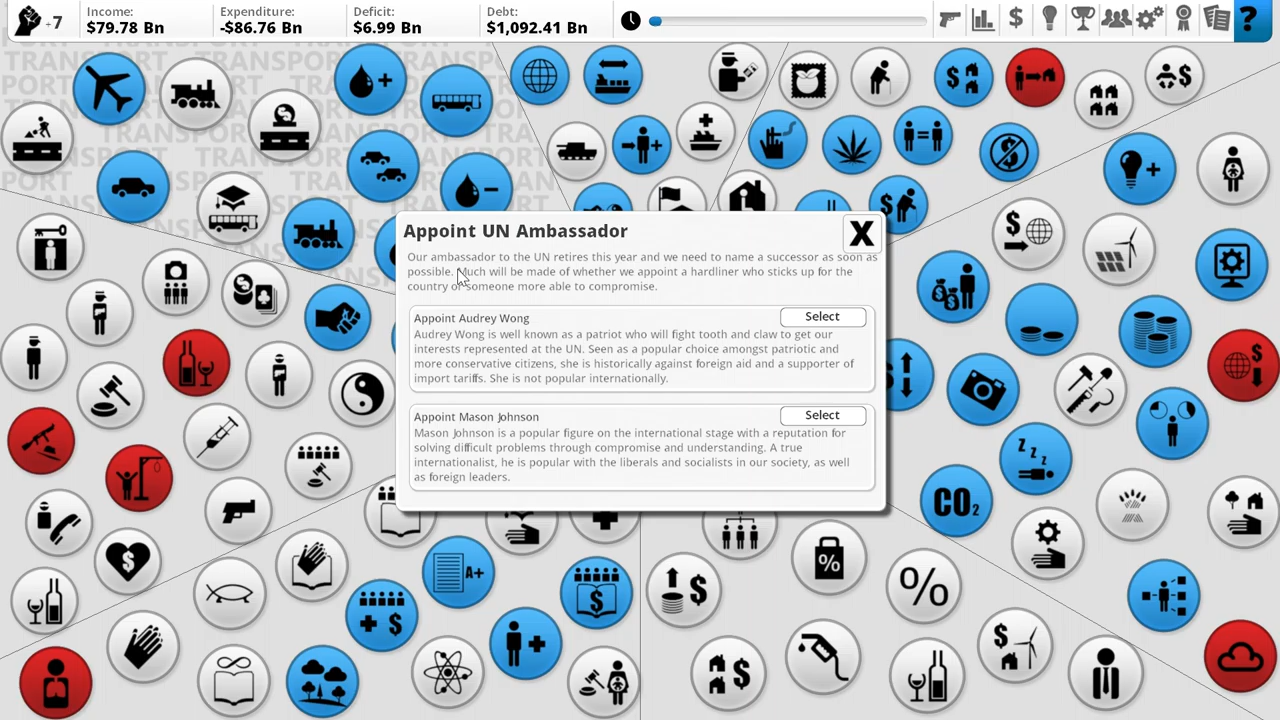 +7
Income:
$79.78 Bn
Expenditure:
-$86.76 Bn
Deficit:
$6.99 Bn
Debt:
$1,092.41 Bn
?
TRANSPORT
Appoint UN Ambassador
X
Our ambassador to the UN retires this year and we need to name a successor as soon as
possible. Much will be made of whether we appoint a hardliner who sticks up for the
country or someone more able to compromise.
Appoint Audrey Wong
Select
Audrey Wong is well known as a patriot who will fight tooth and claw to get our
interests represented at the UN. Seen as a popular choice amongst patriotic and
more conservative citizens, she is historically against foreign aid and a supporter of
import tariffs. She is not popular internationally.
Appoint Mason Johnson
Select
Mason Johnson is a popular figure on the international stage with a reputation for
solving difficult problems through compromise and understanding. A true
internationalist, he is popular with the liberals and socialists in our society, as well
as foreign leaders.
Z Z Z
CO2
A+
%
%